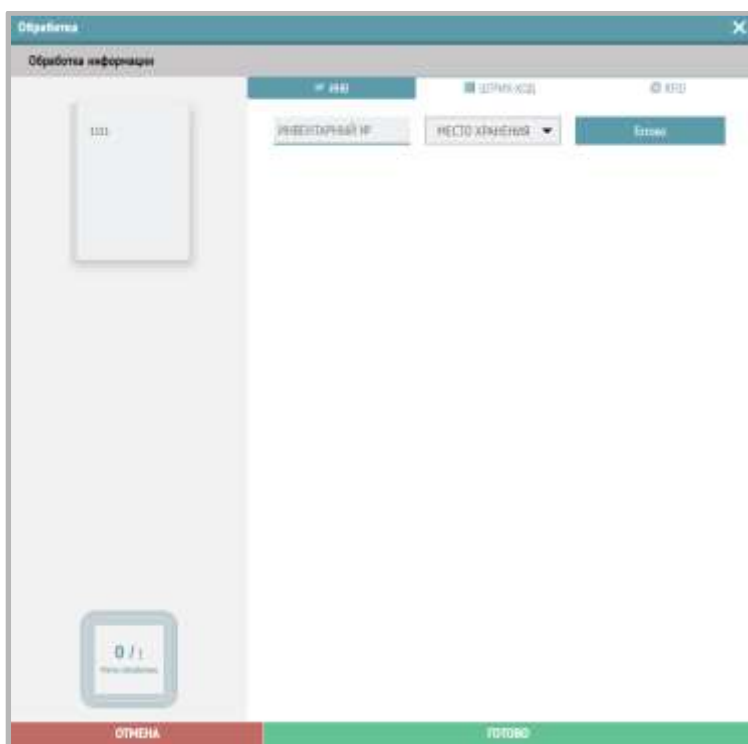 Обработка
Обработка информации
ИНВ
ШТРИХ-КОД
RFID
1111
ИНВЕНТАРНЫЙ №
МЕСТО ХРАНЕНИЯ
Готово
0 / 1
ОТМЕНА
ГОТОВО